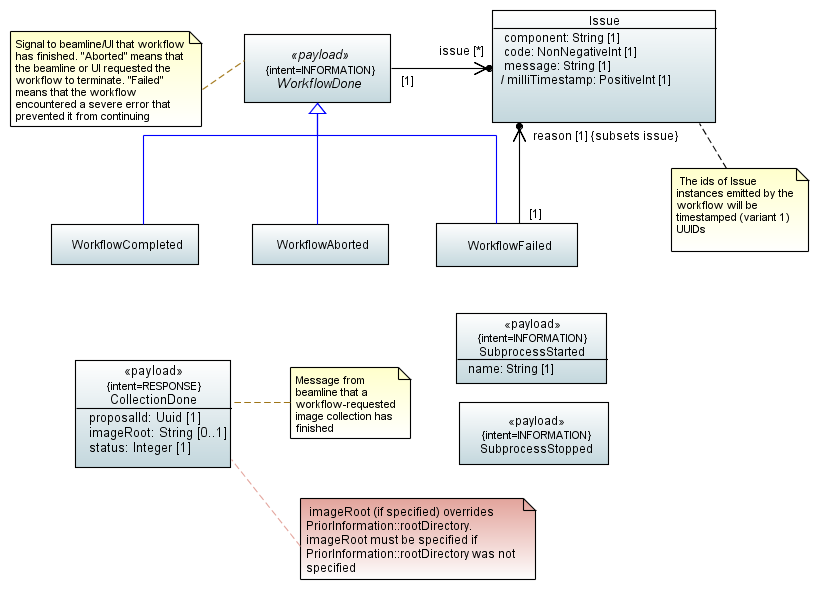 Signal to beamline/UI that workflow
has finished. "Aborted" means that
the beamline or UI requested the
workflow to terminate. "Failed"
means that the workflow
encountered a severe error that
prevented it from continuing
«payload»
{intent=INFORMATION}
WorkflowDone
issue [*]
[1]
Issue
component: String [1]
code: NonNegativeInt [1]
message: String [1]
/ milliTimestamp: PositiveInt [1]
reason [1] {subsets issue}
[1]
The ids of Issue
instances emitted by the
workflow will be
timestamped (variant 1)
UUIDs
WorkflowCompleted
WorkflowAborted
WorkflowFailed
«payload»
{intent=INFORMATION}
SubprocessStarted
name: String [1]
«payload»
{intent=RESPONSE}
CollectionDone
proposalId: Uuid [1]
imageRoot: String [0..1]
status: Integer [1]
Message from
beamline that a
workflow-requested
image collection has
finished
«payload»
{intent=INFORMATION}
SubprocessStopped
imageRoot (if specified) overrides
PriorInformation::rootDirectory.
imageRoot must be specified if
PriorInformation::rootDirectory was not
specified